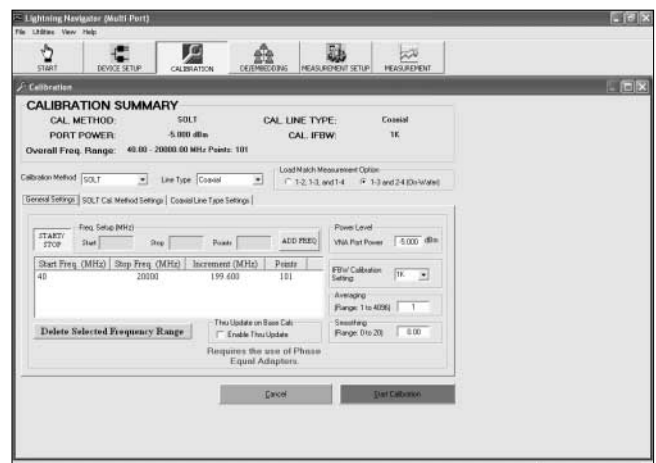 Lightning Navigator (Multi-Port)
File Utilities View Help
START DEVICE SETUP CALIBRATION DE/EMBEDDING MEASUREMENT SETUP MEASUREMENT
Calibration
CALIBRATION SUMMARY
CAL. METHOD: SOLT CAL. LINE TYPE: Coaxial
PORT POWER: -5.000 dBm CAL. IFBW: 1K
Overall Freq. Range: 40.00 - 20000.00 MHz Points: 101
Load Match Measurement Option
Calibration Method SOLT Line Type Coaxial 1-2, 1-3, and 1-4 1-3 and 2-4 (On-Wafer)
General Settings SOLT Cal. Method Settings Coaxial Line Type Settings
Freq. Setup (MHz) Power Level
START/ STOP Start Stop Points ADD FREQ VNA Port Power -5.000 dBm
Start Freq. (MHz) Stop Freq. (MHz) Increment (MHz) Points
40 20000 199.600 101
IFBW Calibration Setting: 1K
Averaging
(Range: 1 to 4096) 1
Thru Update on Base Cals Smoothing
Delete Selected Frequency Range Enable Thru Update (Range: 0 to 20) 0.00
Requires the use of Phase
Equal Adapters.
Cancel Start Calibration